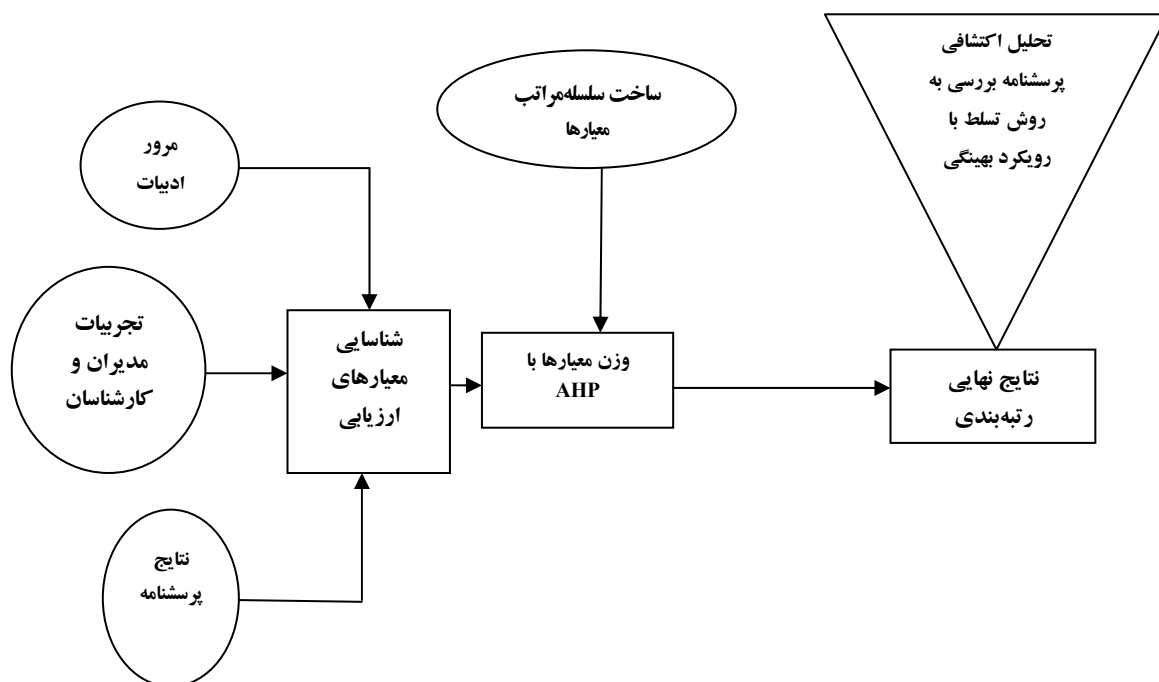 تحلیل اکتشافی
پرسشنامه بررسی به
روش تسلط با
رویکرد بهینگی
ساخت سلسله‌مراتب
معیارها
مرور
ادبیات
تجربیات
مدیران و
کارشناسان
شناسایی
معیارهای
ارزیابی
وزن معیارها با
AHP
نتایج نهایی
رتبه‌بندی
نتایج
پرسشنامه